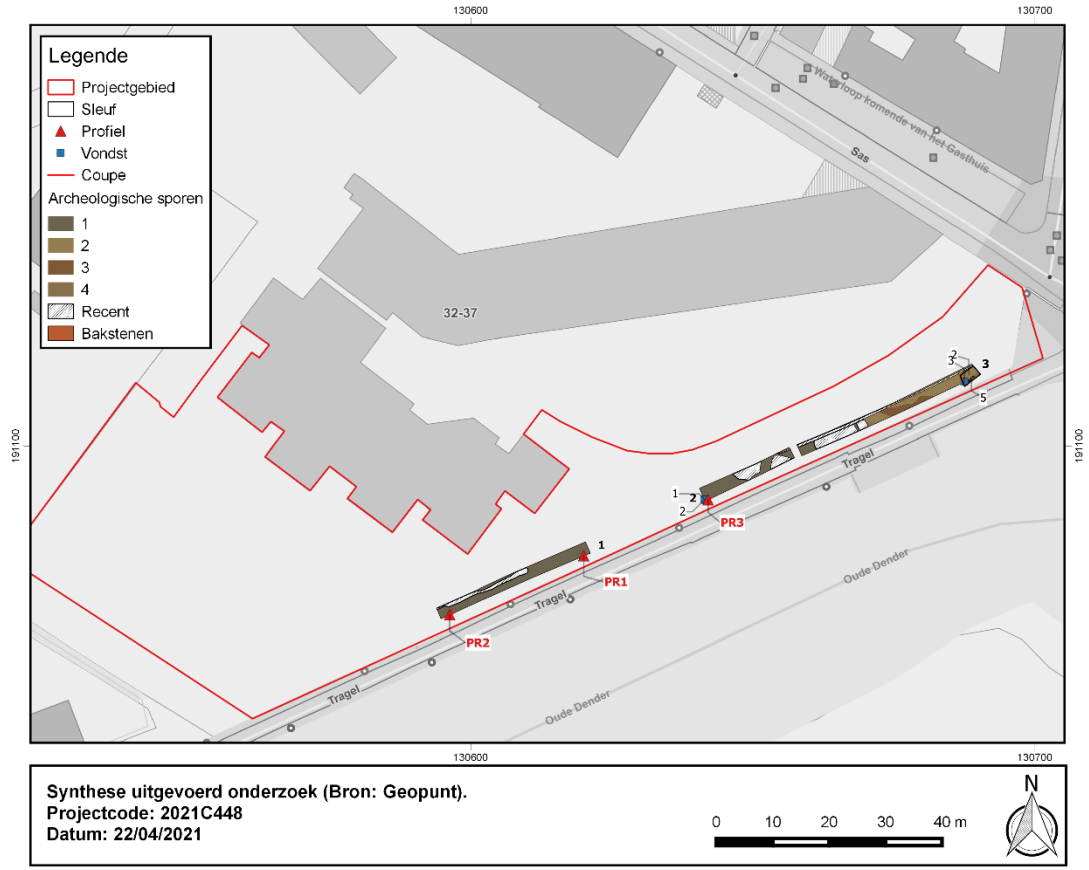 130600
130700
Legende
Projectgebied
Sleuf
Profiel
Vondst
Coupe
Archeologische sporen
1
2
3
4
Recent
Bakstenen
Waterloop komende van het Gasthuis
Sas
32-37
191100
191100
2
3
3
5
Tragel
1
2
2
PR3
1
PR1
Tragel
PR2
Oude Dender
Tragel
Oude Dender
130600
130700
Synthese uitgevoerd onderzoek (Bron: Geopunt).
Projectcode: 2021C448
Datum: 22/04/2021
0 10 20 30 40 m
N